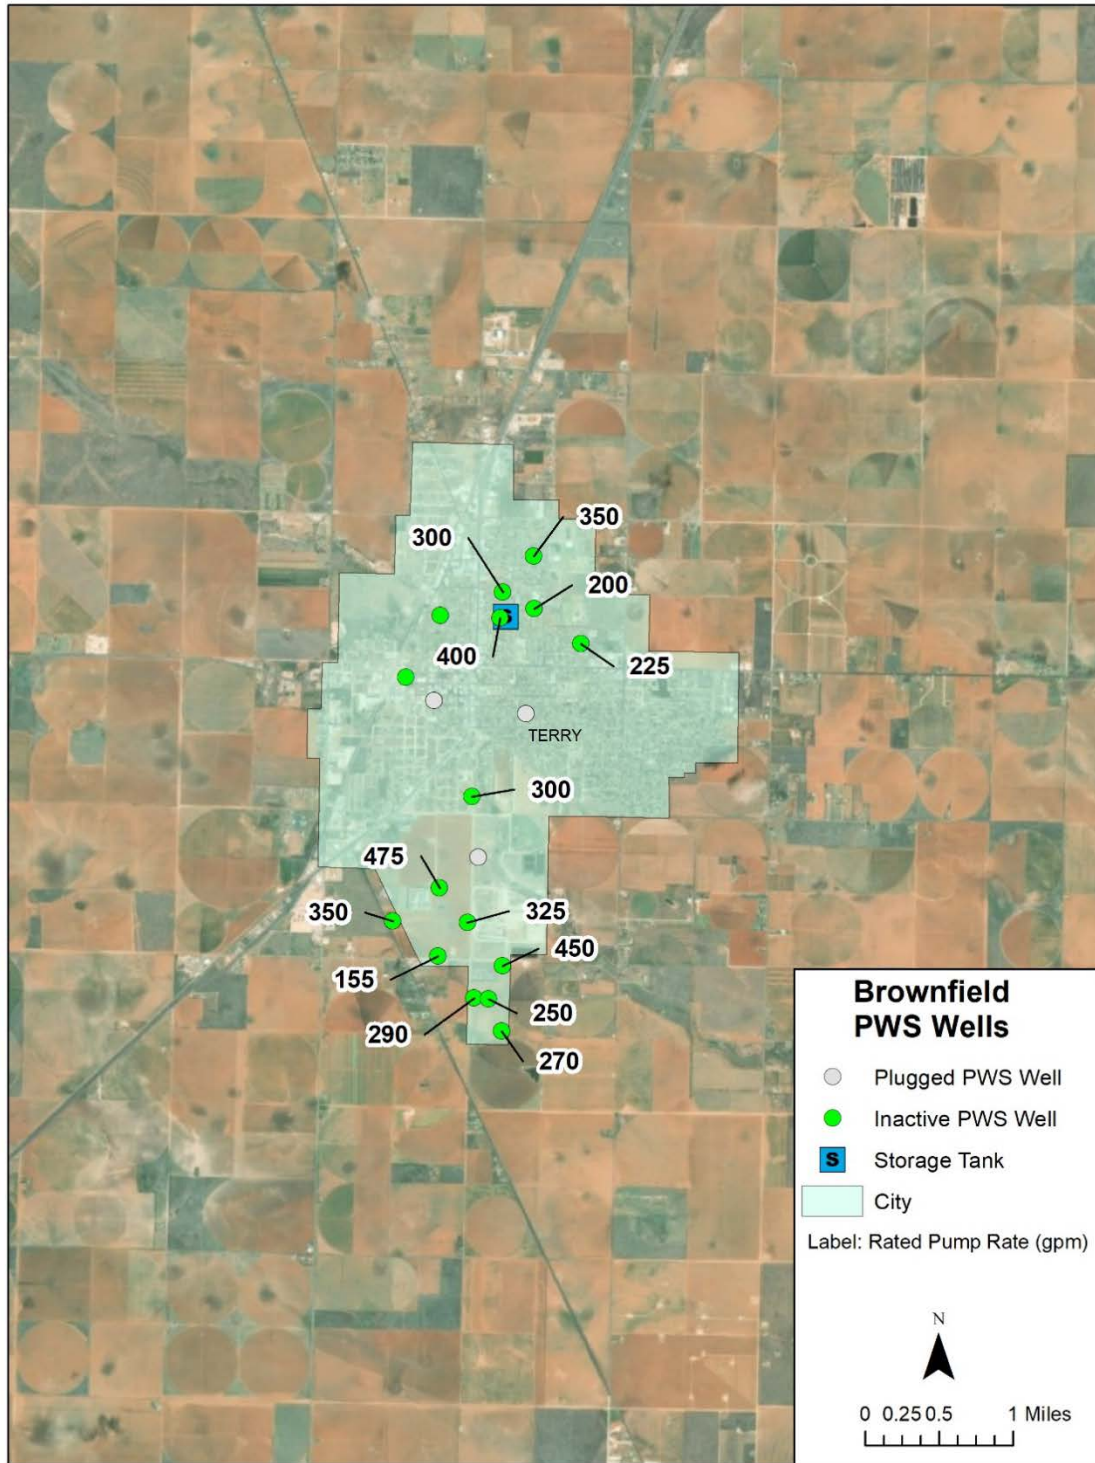 350
300
200
400
225
TERRY
300
475
350
325
155
450
290
250
270
Brownfield
PWS Wells
Plugged PWS Well
Inactive PWS Well
S
S Storage Tank
City
Label: Rated Pump Rate (gpm)
N
0 0.25 0.5 1 Miles